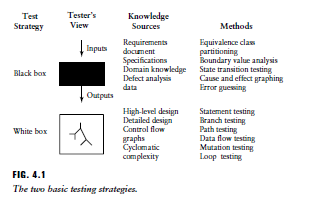 Test Strategy
Tester's View
Knowledge Sources
Methods
Black box
Inputs
Outputs
Requirements
document
Specifications
Domain knowledge
Defect analysis
data
Equivalence class
partitioning
Boundary value analysis
State transition testing
Cause and effect graphing
Error guessing
White box
High-level design
Detailed design
Control flow
graphs
Cyclomatic
complexity
Statement testing
Branch testing
Path testing
Data flow testing
Mutation testing
Loop testing
FIG. 4.1
The two basic testing strategies.